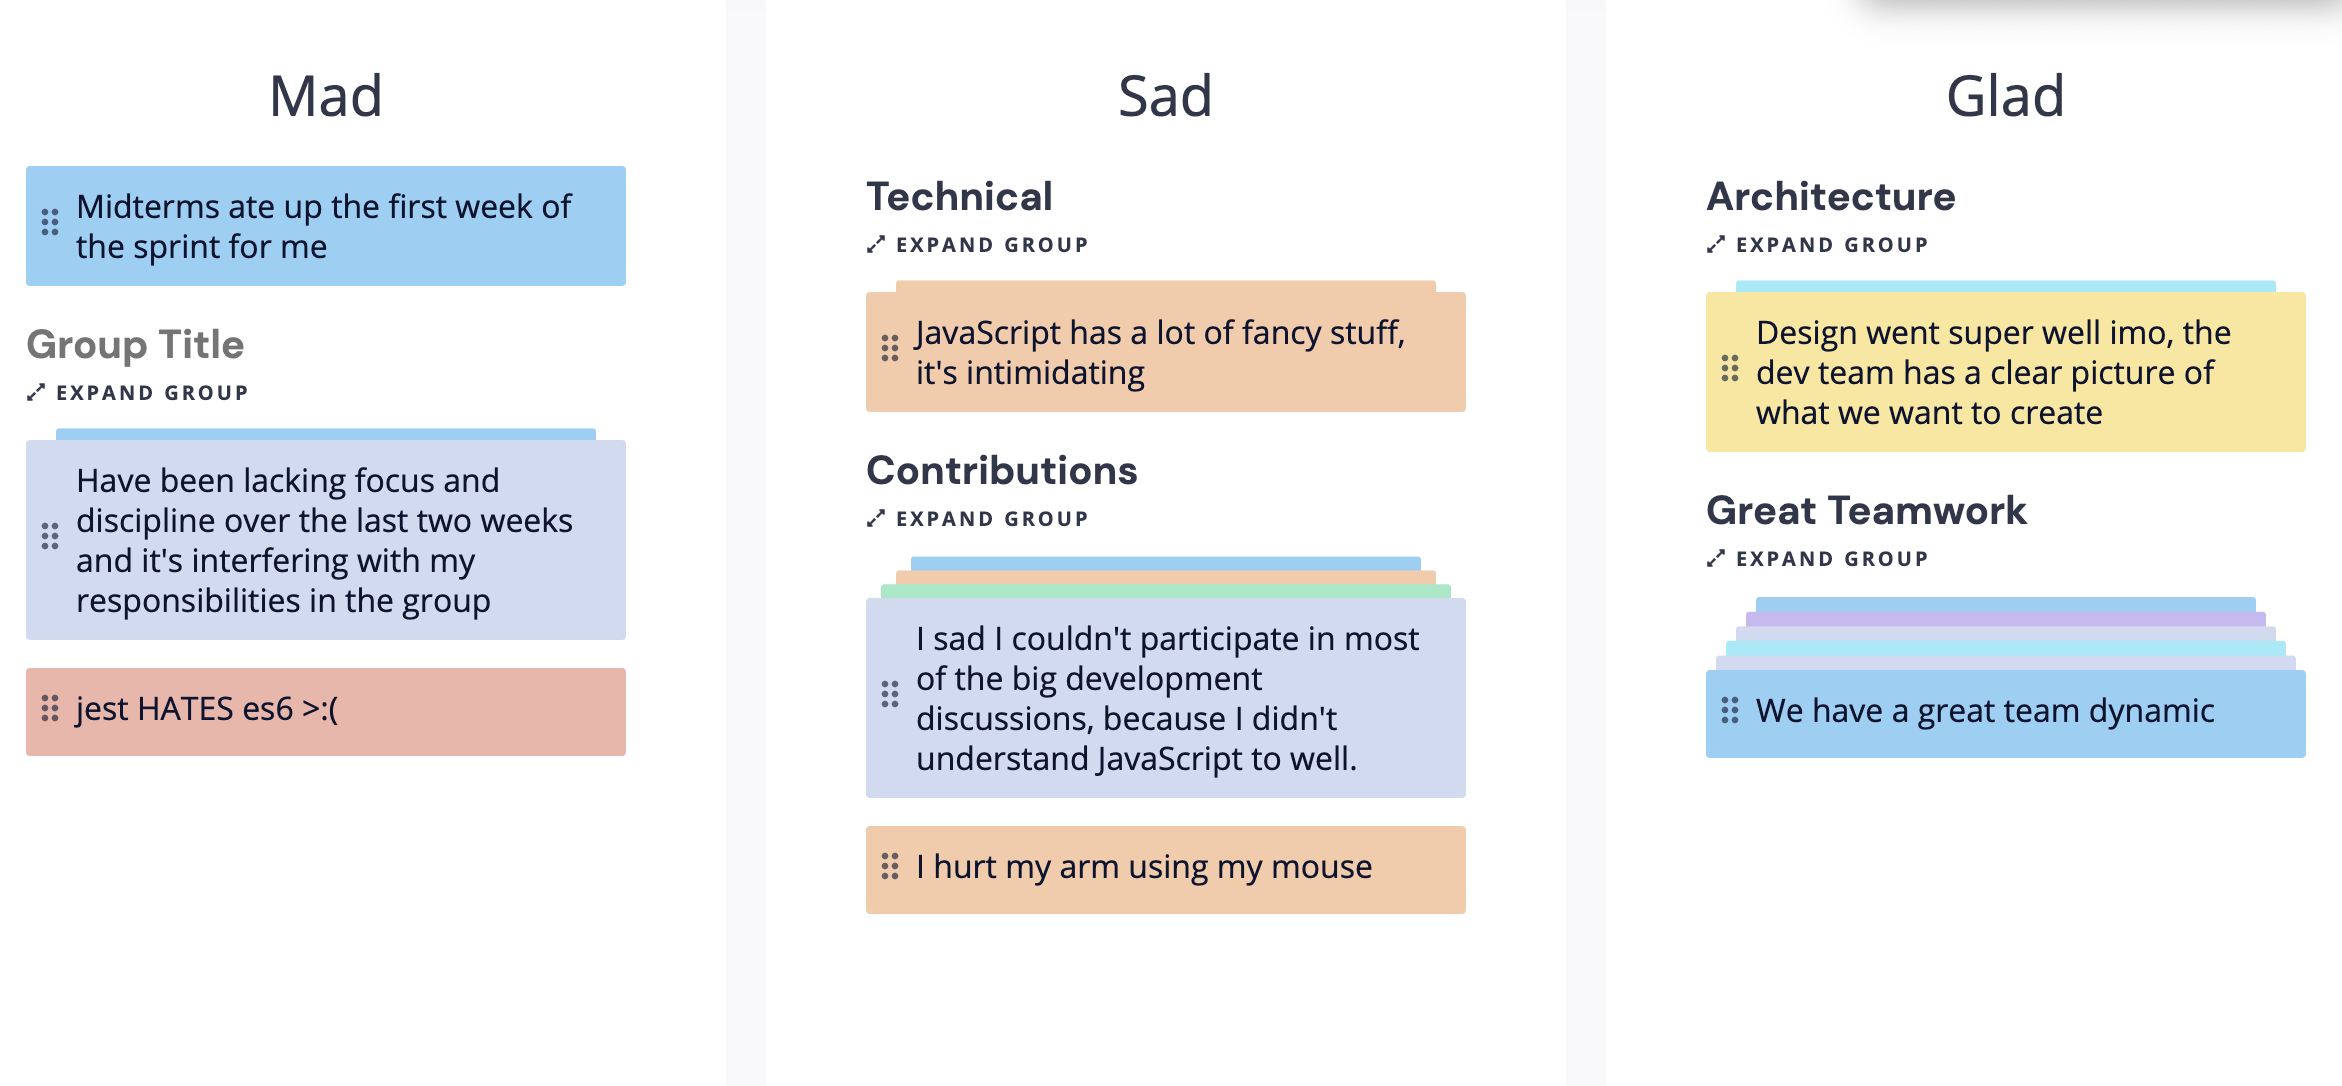 Mad
Midterms ate up the first week of
the sprint for me
Group Title
EXPAND GROUP
Have been lacking focus and
discipline over the last two weeks
and it's interfering with my
responsibilities in the group
jest HATES es6 >:(
Sad
Technical
EXPAND GROUP
JavaScript has a lot of fancy stuff,
it's intimidating
Contributions
EXPAND GROUP
I sad I couldn't participate in most
of the big development
discussions, because I didn't
understand JavaScript to well.
I hurt my arm using my mouse
Glad
Architecture
EXPAND GROUP
Design went super well imo, the
dev team has a clear picture of
what we want to create
Great Teamwork
EXPAND GROUP
We have a great team dynamic